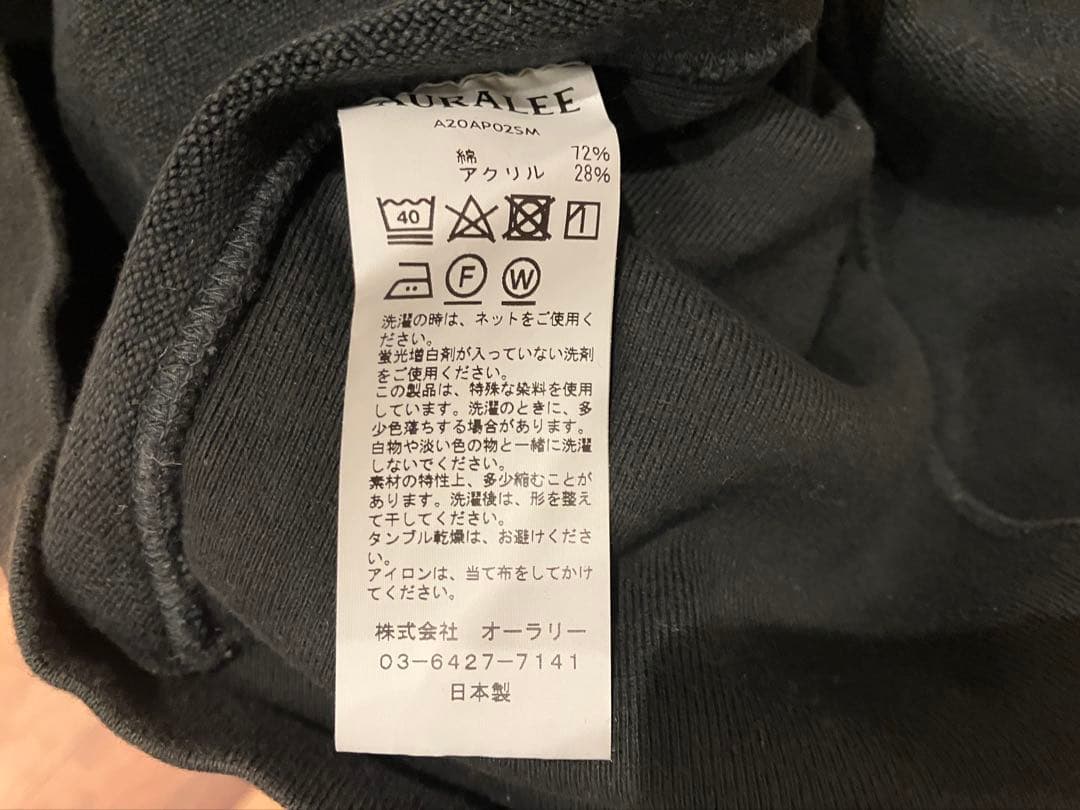 AURALEE
A20AP02SM
綿 72%
アクリル 28%
40
F W
洗濯の時は、ネットをご使用く
ださい。
蛍光増白剤が入っていない洗剤
をご使用ください。
この製品は、特殊な染料を使用
しています。洗濯のときに、多
少色落ちする場合があります。
白物や淡い色の物と一緒に洗濯
しないでください。
素材の特性上、多少縮むことが
あります。洗濯後は、形を整え
て干してください。
タンブル乾燥は、お避けくださ
い。
アイロンは、当て布をしてかけ
てください。
株式会社 オーラリー
03-6427-7141
日本製